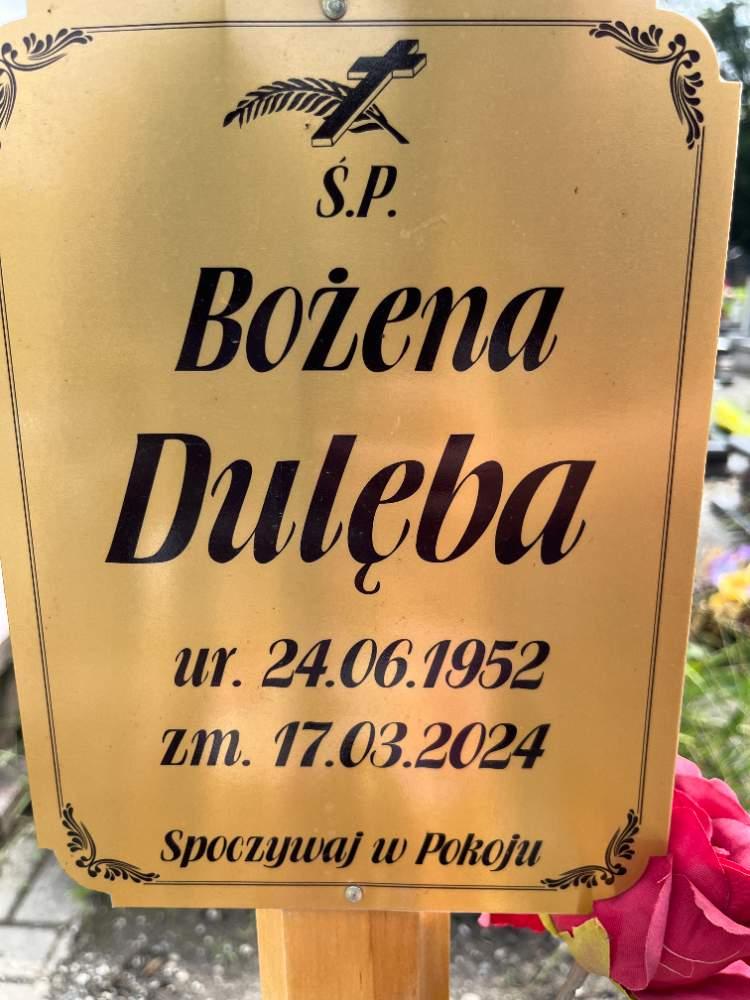 Ś.P.
Bożena
Dulęba
ur. 24.06.1952
zm. 17.03.2024
Spoczywaj w Pokoju